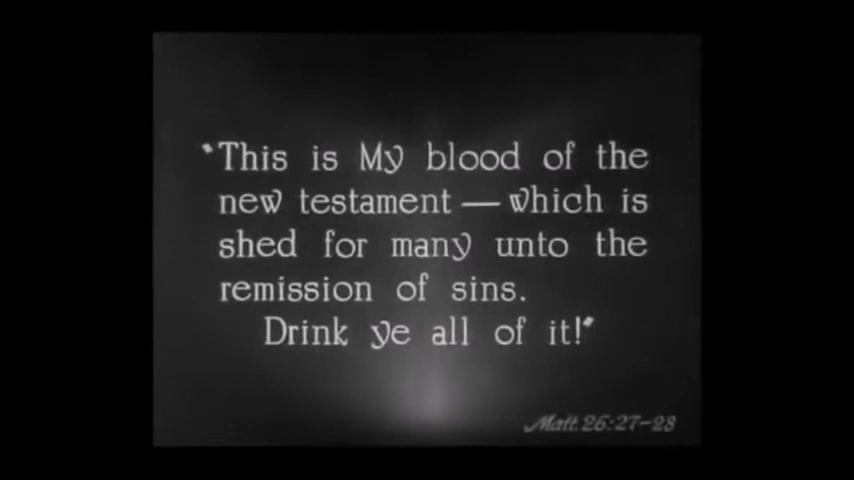 "This is My blood of the
new testament — which is
shed for many unto the
remission of sins.
Drink ye all of it!"
Matt. 26:27-28